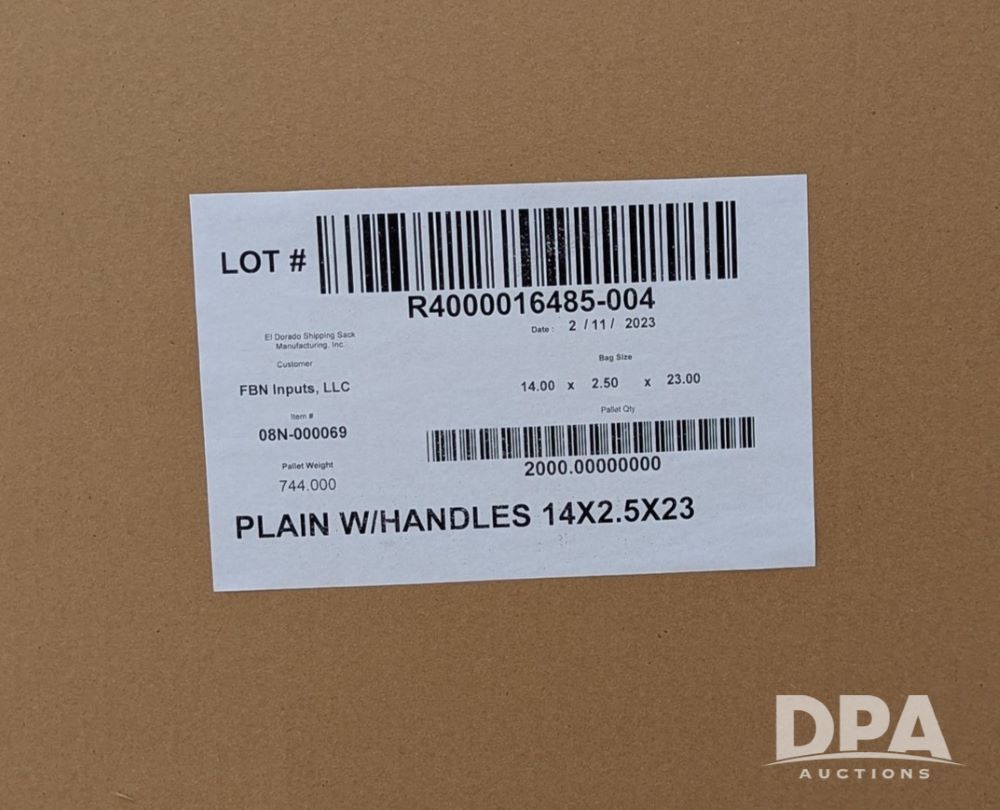 LOT #
R4000016485-004
Date : 2 / 11 / 2023
El Dorado Shipping Sack
Manufacturing, Inc.
Customer
FBN Inputs, LLC
Bag Size
14.00 x 2.50 x 23.00
Item #
08N-000069
Pallet Qty
2000.00000000
Pallet Weight
744.000
PLAIN W/HANDLES 14X2.5X23
DPA
AUCTIONS